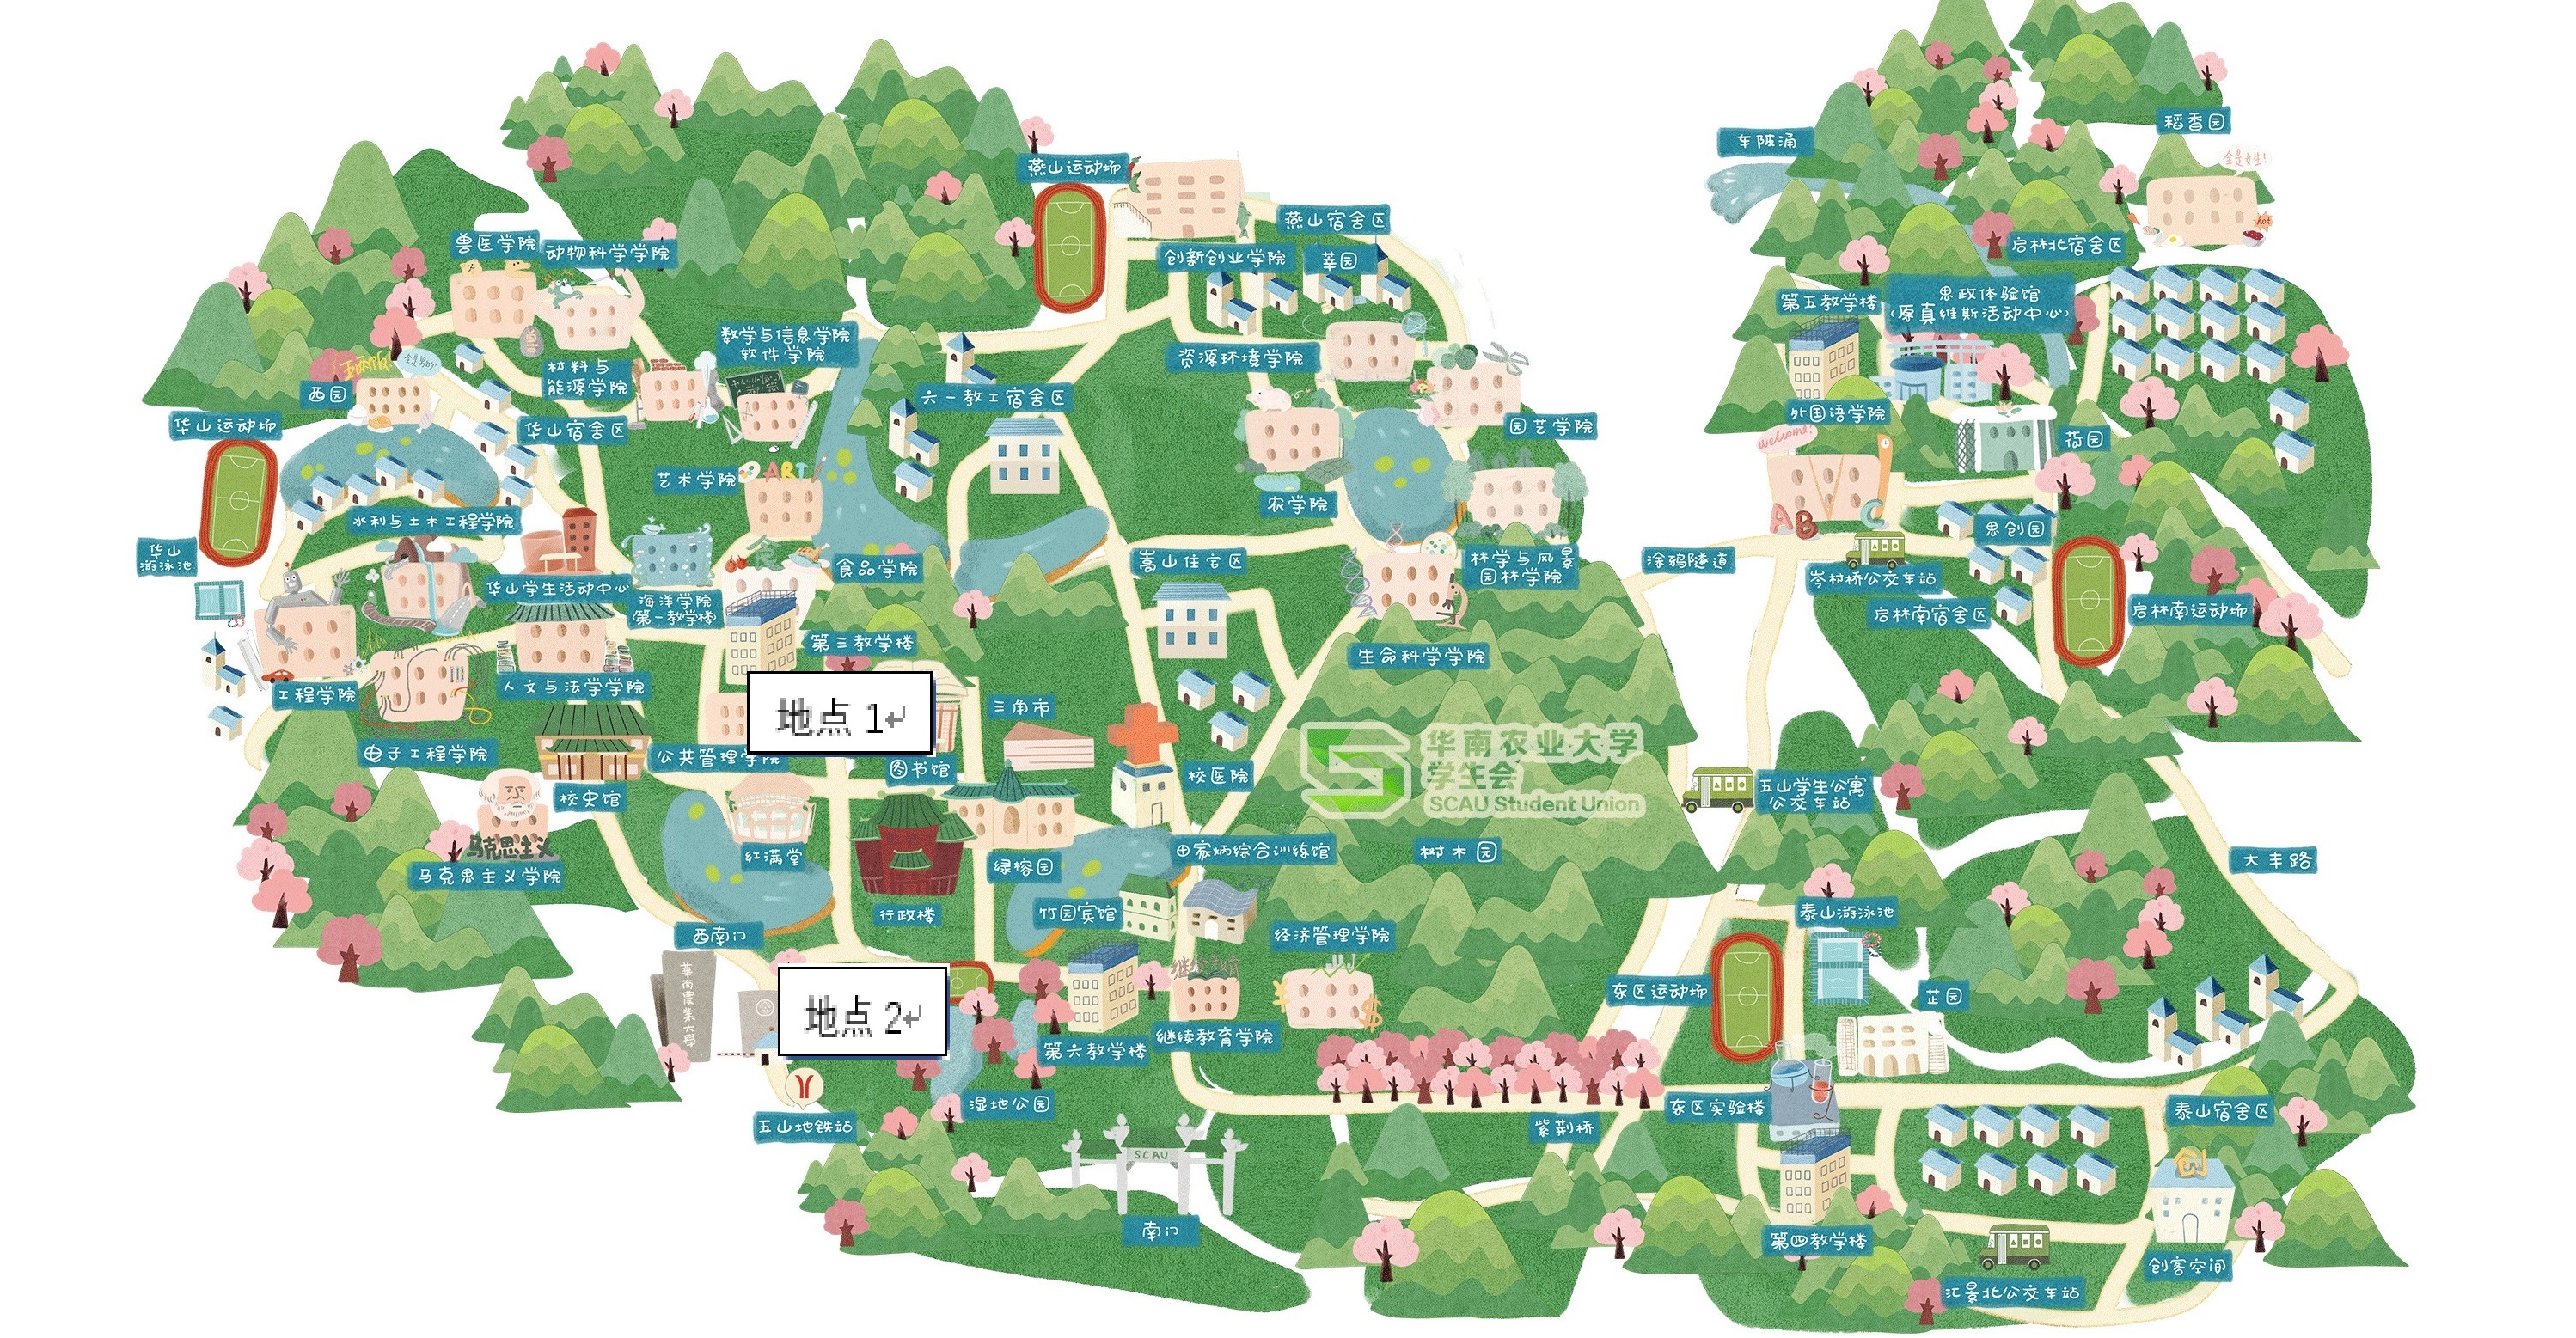 车陂涌
稻香园
全是姓!
燕山运动场
燕山宿舍区
启林北宿舍区
兽医学院
动物科学学院
创新创业学院
莘园
第五教学楼
思政体验馆
(原真维斯活动中心)
兽
数学与信息学院
软件学院
资源环境学院
五两饭
材料与
能源学院
西园
六一教工宿舍区
外国语学院
welcome!
荷园
华山运动场
华山宿舍区
园艺学院
艺术学院
ART
农学院
ABC
水利与土木工程学院
思创园
华山
游泳池
食
食品学院
嵩山住宅区
林学与风景
园林学院
涂鸦隧道
岑村桥公交车站
华山学生活动中心
海洋学院
(第一教学楼)
启林南宿舍区
启林南运动场
第三教学楼
生命科学学院
工程学院
人文与法学学院
地点 1
三角市
电子工程学院
公共管理学院
图书馆
校医院
华南农业大学
学生会
SCAU Student Union
校史馆
五山学生公寓
公交车站
马克思主义
马克思主义学院
红满堂
绿榕园
田家炳综合训练馆
树木园
大丰路
行政楼
竹园宾馆
泰山游泳池
西南门
经济管理学院
華南農業大學
地点 2
东区运动场
芷园
第六教学楼
继续教育学院
湿地公园
东区实验楼
泰山宿舍区
五山地铁站
紫荆桥
SCAU
南门
第四教学楼
创客空间
汇景北公交车站